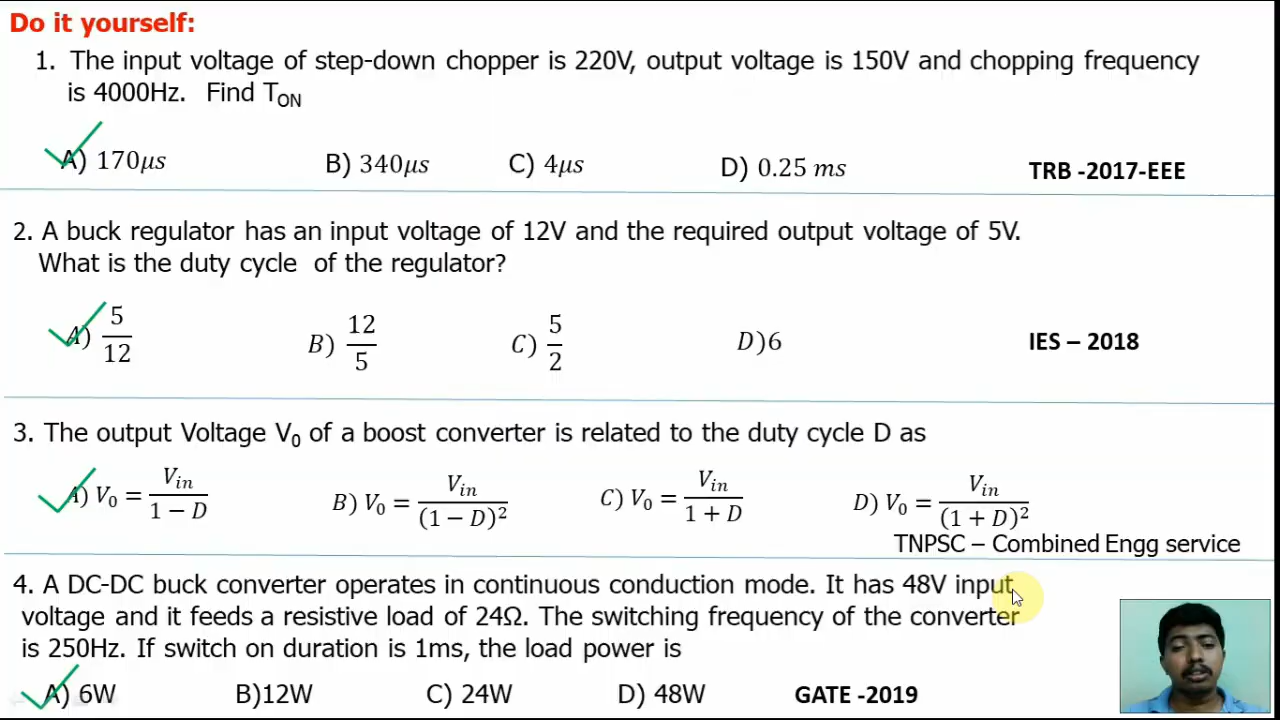 Do it yourself:
1. The input voltage of step-down chopper is 220V, output voltage is 150V and chopping frequency
is 4000Hz. Find T_ON
A) 170μs B) 340μs C) 4μs D) 0.25 ms TRB -2017-EEE
2. A buck regulator has an input voltage of 12V and the required output voltage of 5V.
What is the duty cycle of the regulator?
A) 5/12 B) 12/5 C) 5/2 D)6 IES – 2018
3. The output Voltage V₀ of a boost converter is related to the duty cycle D as
A) V₀ = V_in/(1 − D) B) V₀ = V_in/(1 − D)² C) V₀ = V_in/(1 + D) D) V₀ = V_in/(1 + D)²
TNPSC – Combined Engg service
4. A DC-DC buck converter operates in continuous conduction mode. It has 48V input
voltage and it feeds a resistive load of 24Ω. The switching frequency of the converter
is 250Hz. If switch on duration is 1ms, the load power is
A) 6W B)12W C) 24W D) 48W GATE -2019